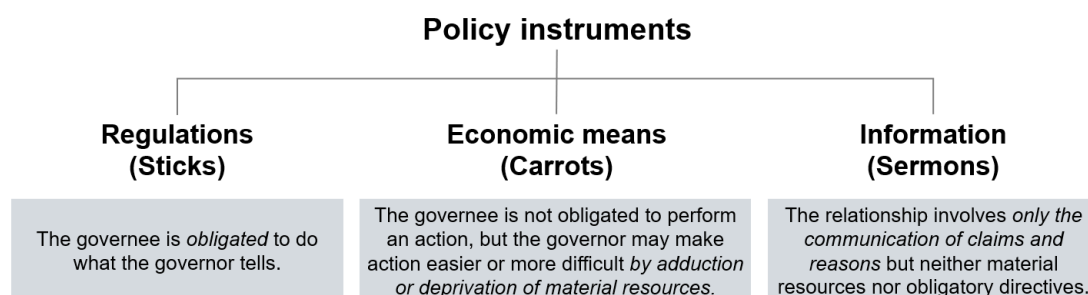 Policy instruments
Regulations
(Sticks)
Economic means
(Carrots)
Information
(Sermons)
The governee is obligated to do
what the governor tells.
The governee is not obligated to perform
an action, but the governor may make
action easier or more difficult by adduction
or deprivation of material resources.
The relationship involves only the
communication of claims and
reasons but neither material
resources nor obligatory directives.